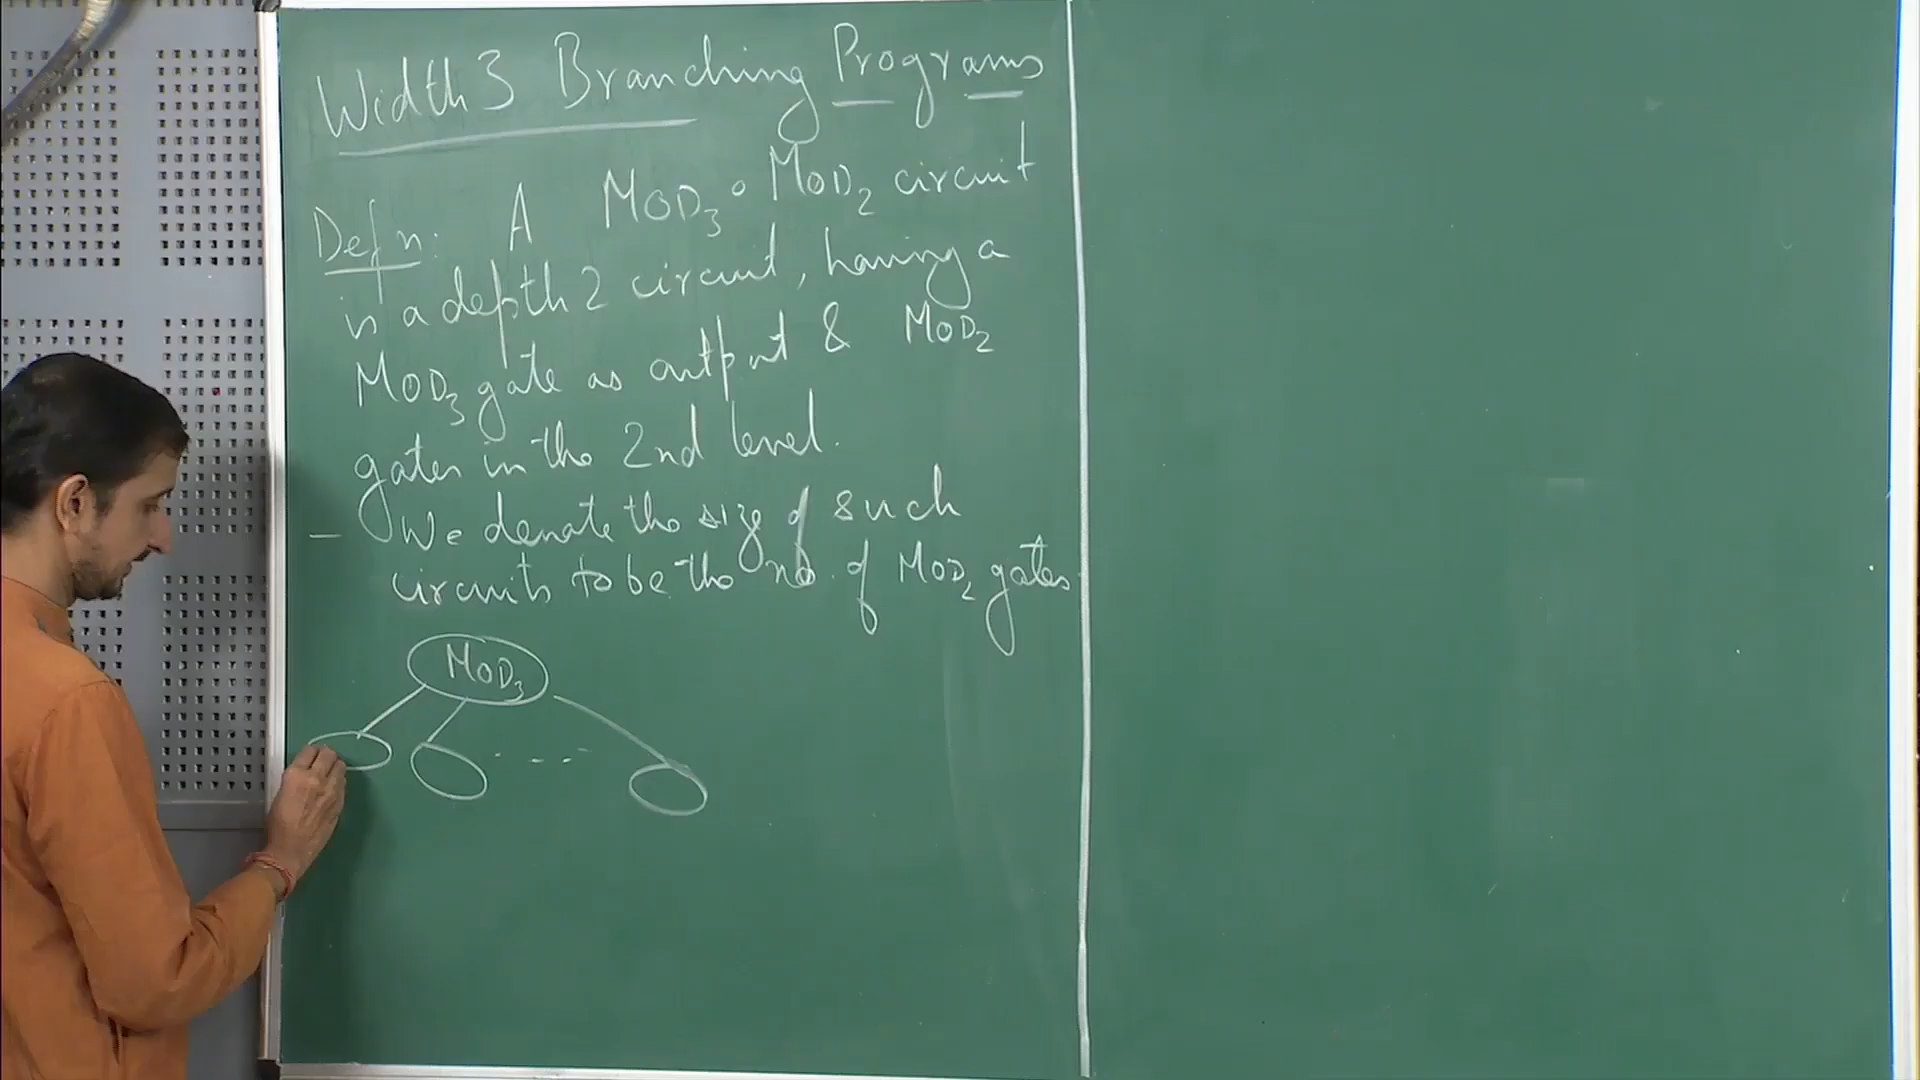 Width 3 Branching Programs
Defn: A MOD₃ ∘ MOD₂ circuit
is a depth 2 circuit, having a
MOD₃ gate as output & MOD₂
gates in the 2nd level.
- We denote the size of such
circuits to be the no. of MOD₂ gates
MOD₃
. - - -